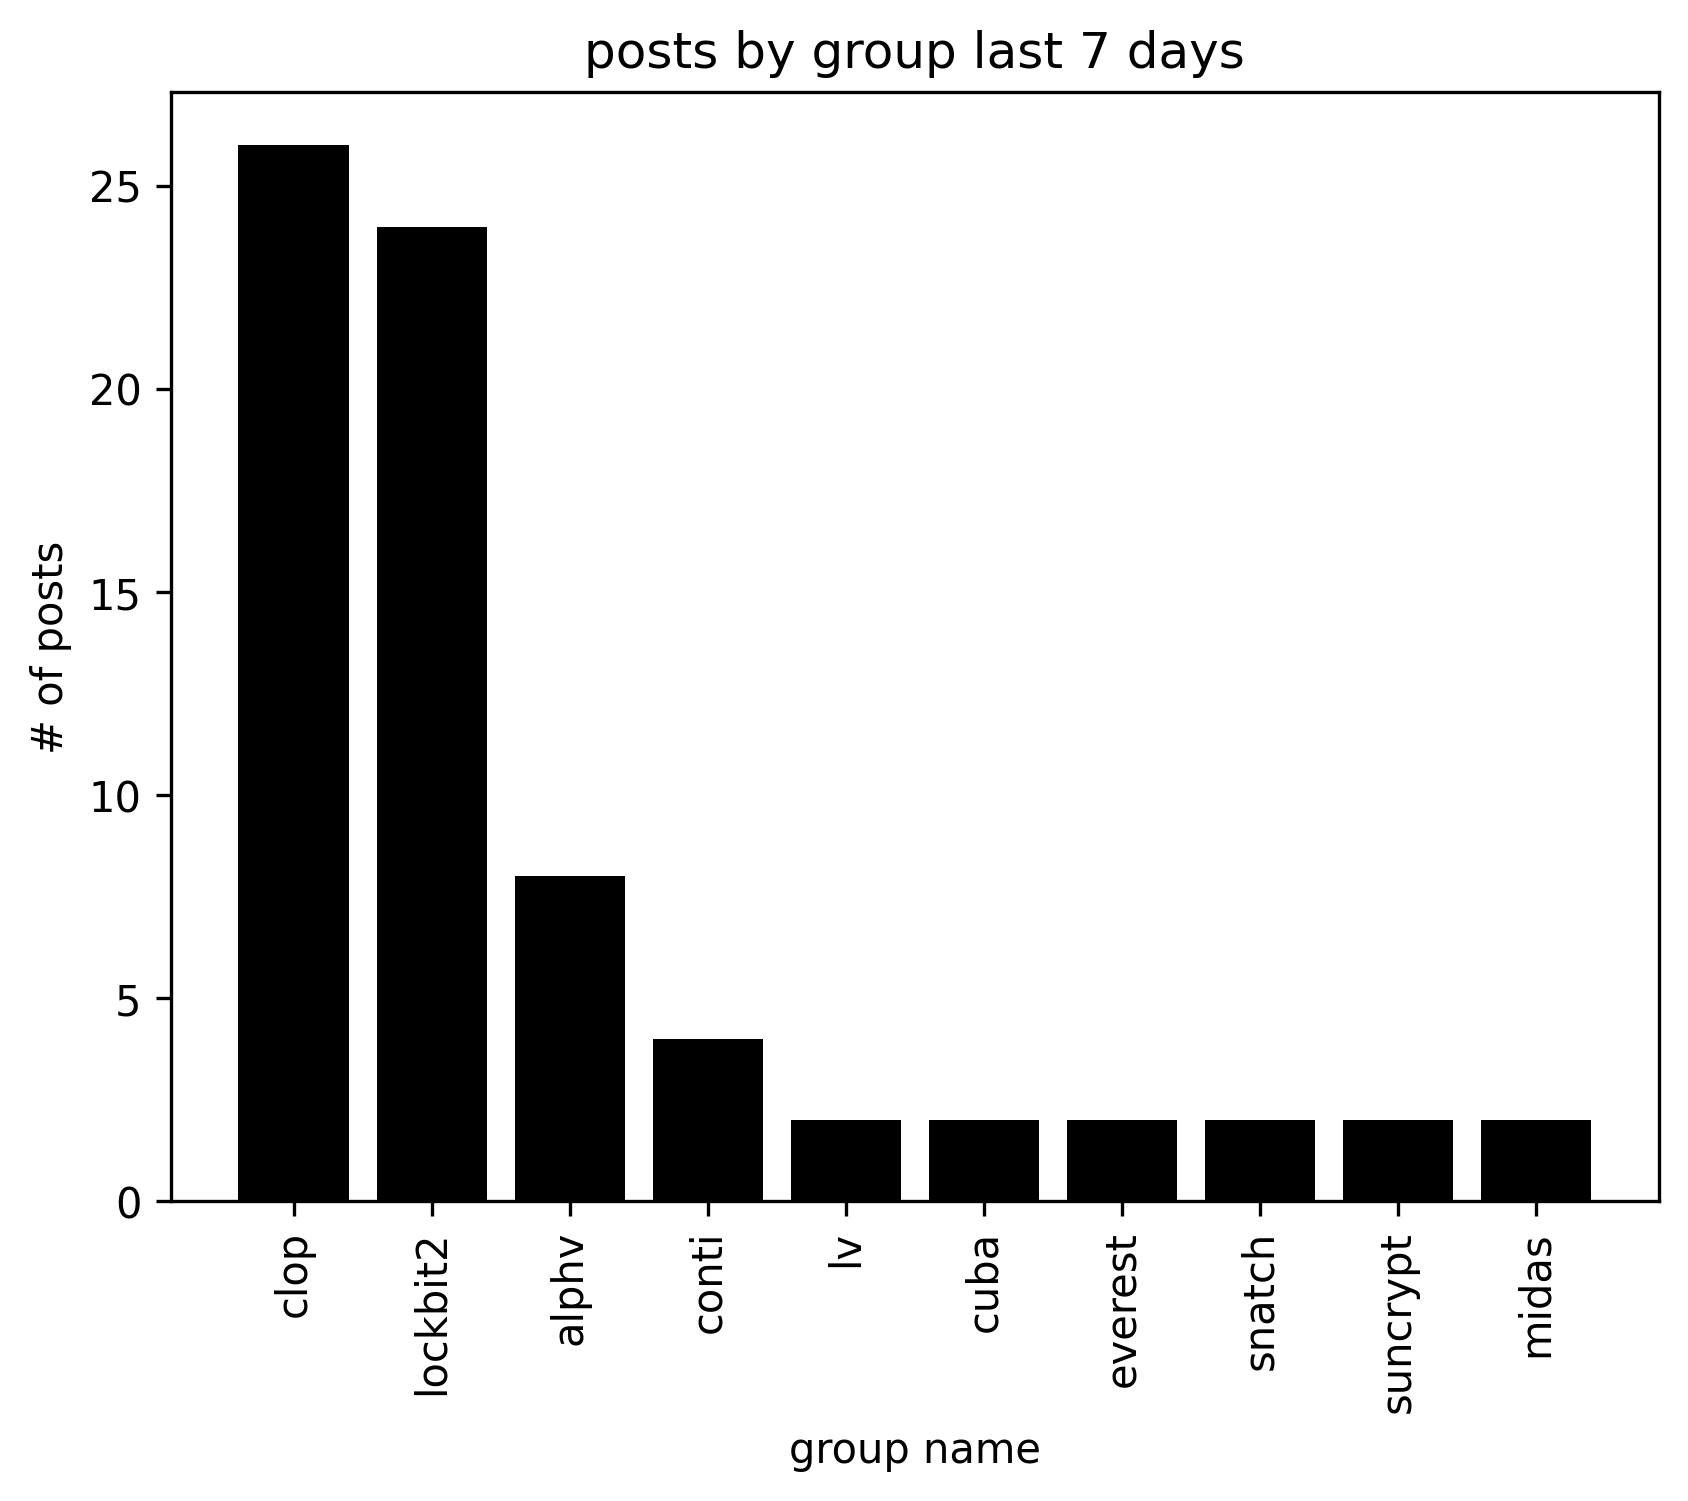 posts by group last 7 days
# of posts
25
20
15
10
5
0
clop
lockbit2
alphv
conti
lv
cuba
everest
snatch
suncrypt
midas
group name